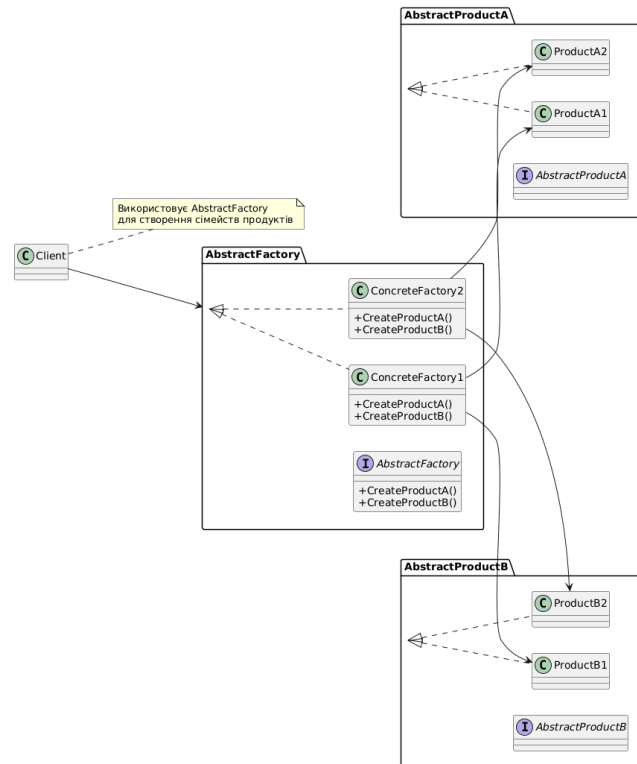 AbstractProductA
C ProductA2
C ProductA1
I AbstractProductA
Використовує AbstractFactory
для створення сімейств продуктів
C Client
AbstractFactory
C ConcreteFactory2
+CreateProductA()
+CreateProductB()
C ConcreteFactory1
+CreateProductA()
+CreateProductB()
I AbstractFactory
+CreateProductA()
+CreateProductB()
AbstractProductB
C ProductB2
C ProductB1
I AbstractProductB